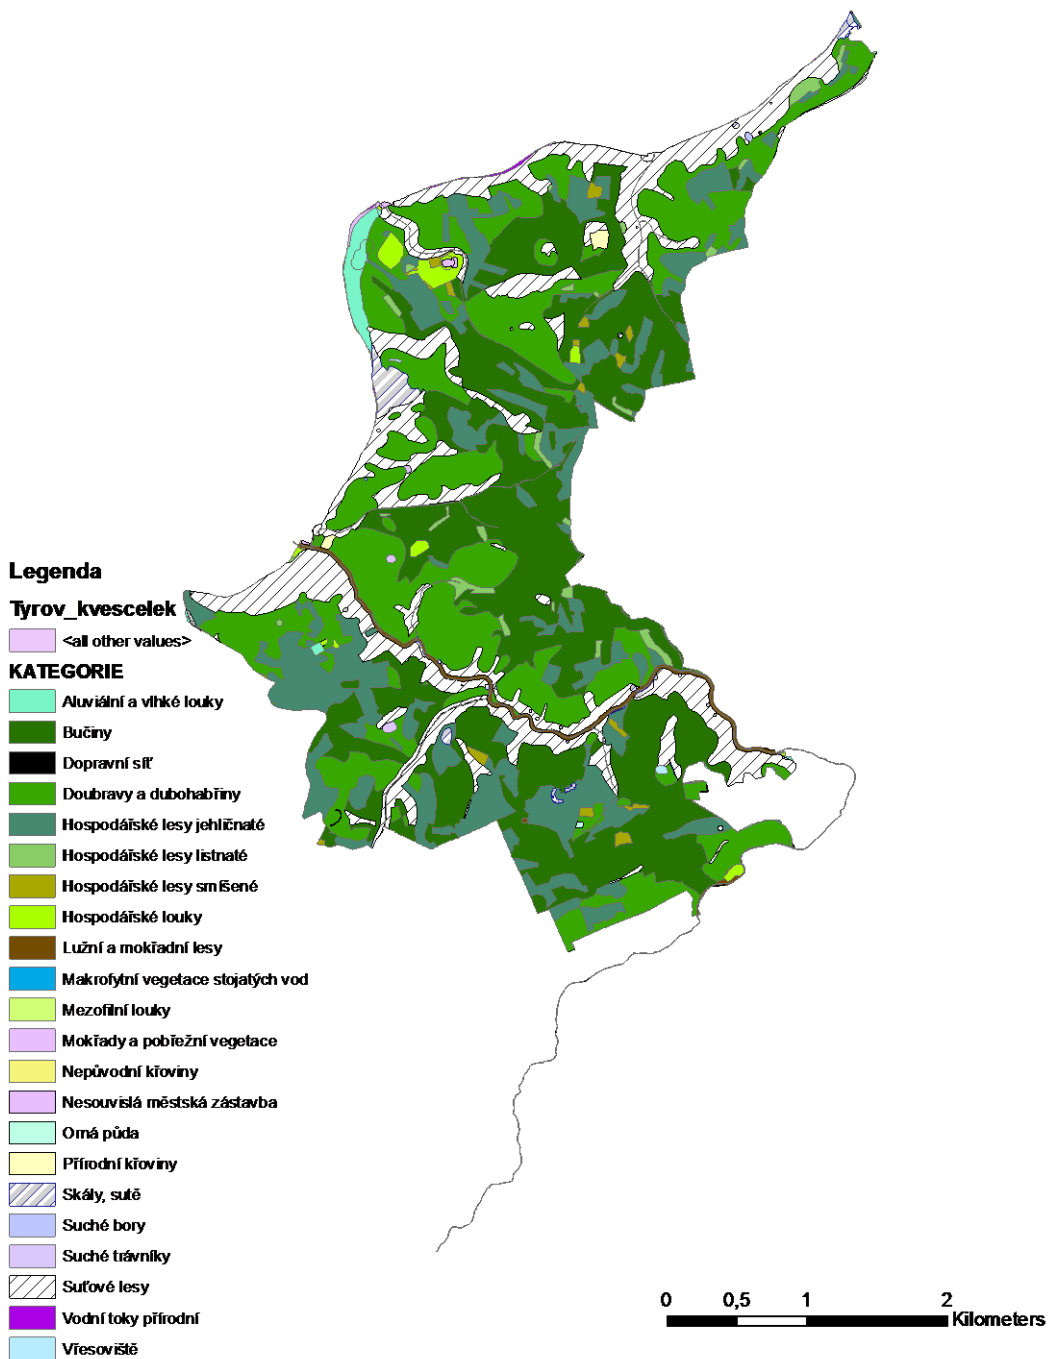 Legenda
Tyrov_kvescelek
<all other values>
KATEGORIE
Aluviální a vlhké louky
Bučiny
Dopravní síť
Doubravy a dubohabřiny
Hospodářské lesy jehličnaté
Hospodářské lesy listnaté
Hospodářské lesy smíšené
Hospodářské louky
Lužní a mokřadní lesy
Makrofytní vegetace stojatých vod
Mezofilní louky
Mokřady a pobřežní vegetace
Nepůvodní křoviny
Nesouvislá městská zástavba
Orná půda
Přírodní křoviny
Skály, sutě
Suché bory
Suché trávníky
Suťové lesy
Vodní toky přírodní
Vřesoviště
0 0,5 1 2
Kilometers